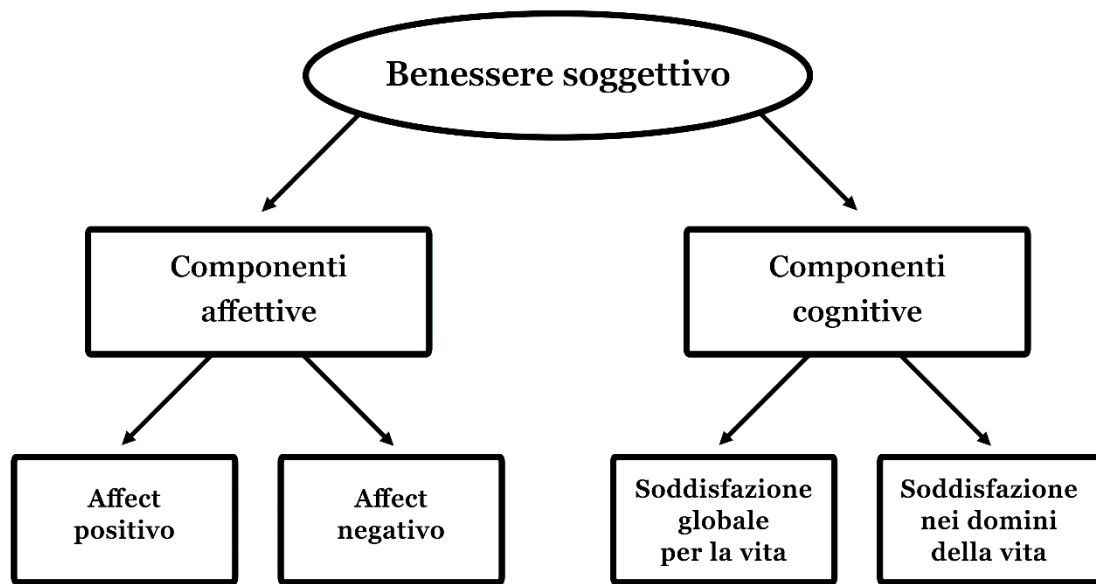 Benessere soggettivo
Componenti
affettive
Componenti
cognitive
Affect
positivo
Affect
negativo
Soddisfazione
globale
per la vita
Soddisfazione
nei domini
della vita